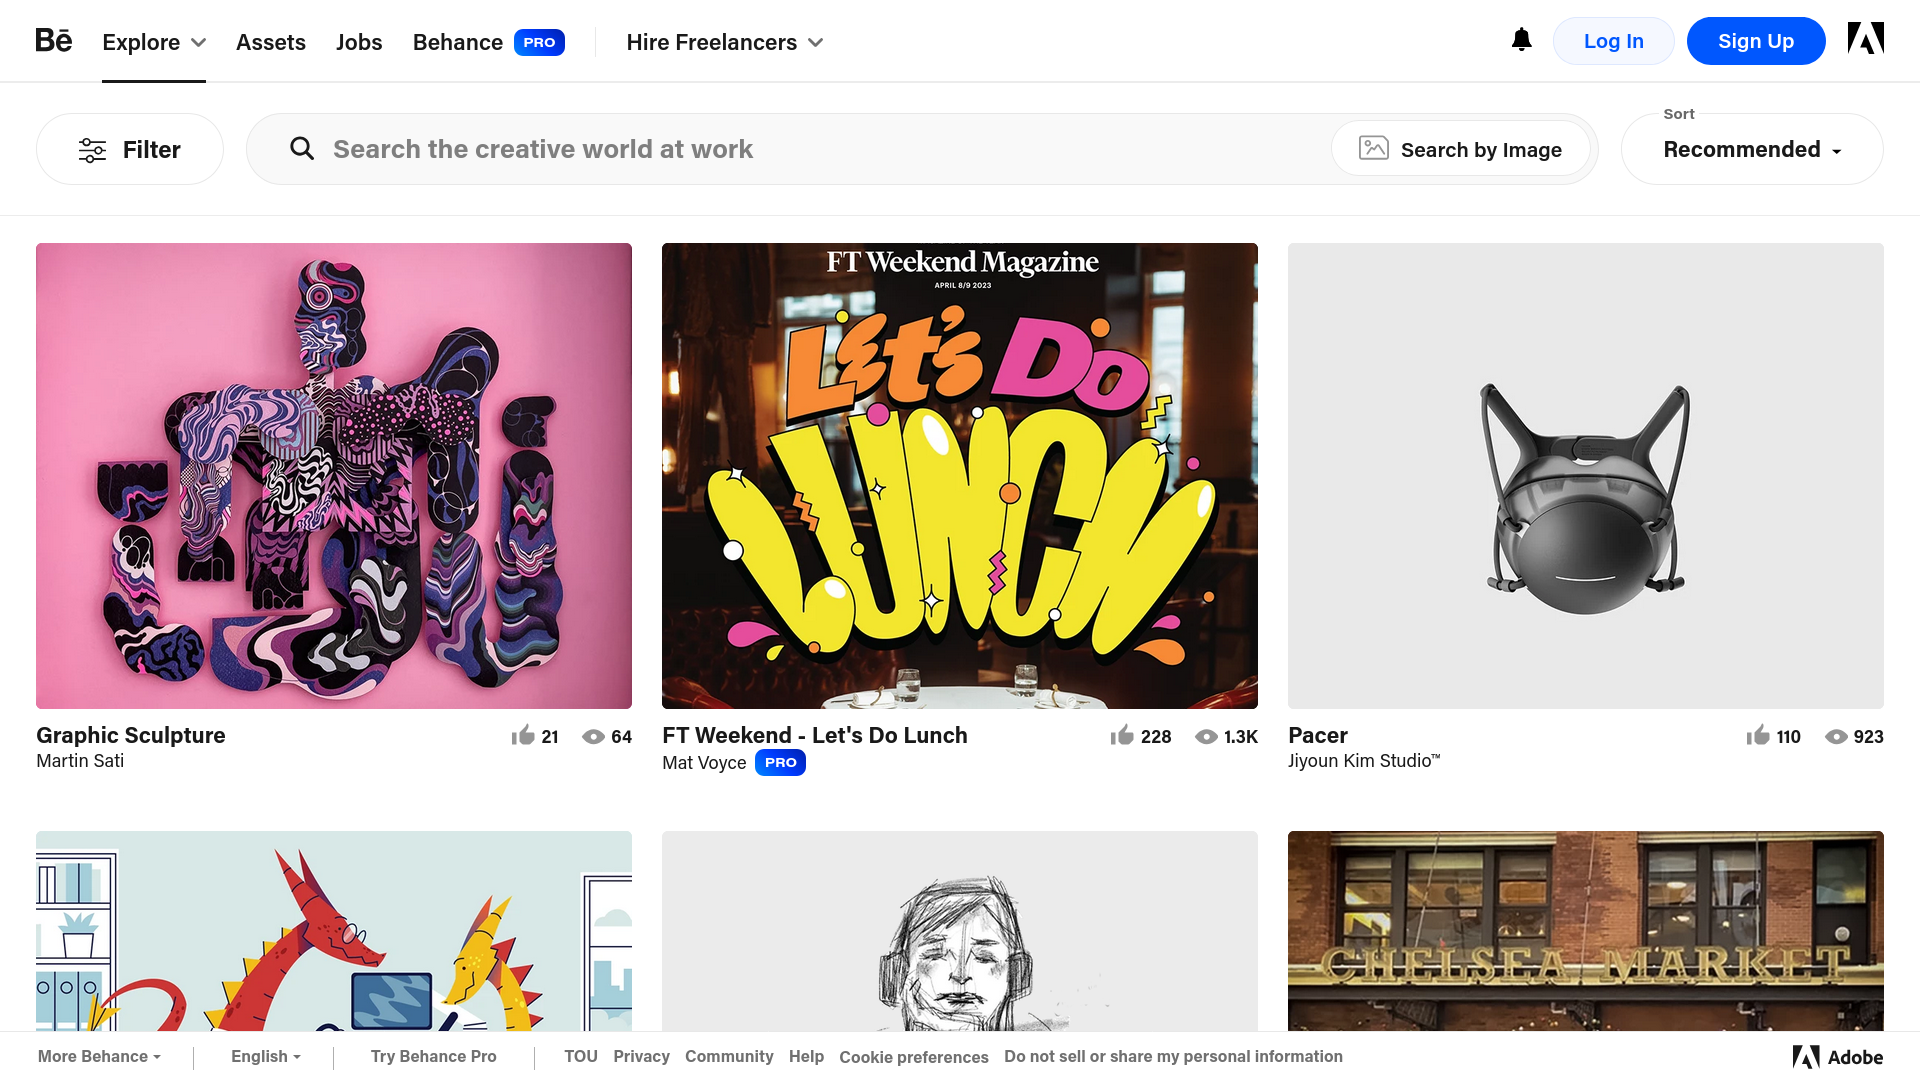 Bē
Explore
Assets
Jobs
Behance PRO
Hire Freelancers
Log In
Sign Up
Filter
Search the creative world at work
Search by Image
Sort
Recommended
FT Weekend Magazine
APRIL 8/9 2023
Let's Do
LUNCH
Graphic Sculpture
21
64
Martin Sati
FT Weekend - Let's Do Lunch
228
1.3K
Mat Voyce PRO
Pacer
110
923
Jiyoun Kim Studio™
CHELSEA MARKET
More Behance
English
Try Behance Pro
TOU
Privacy
Community
Help
Cookie preferences
Do not sell or share my personal information
Adobe